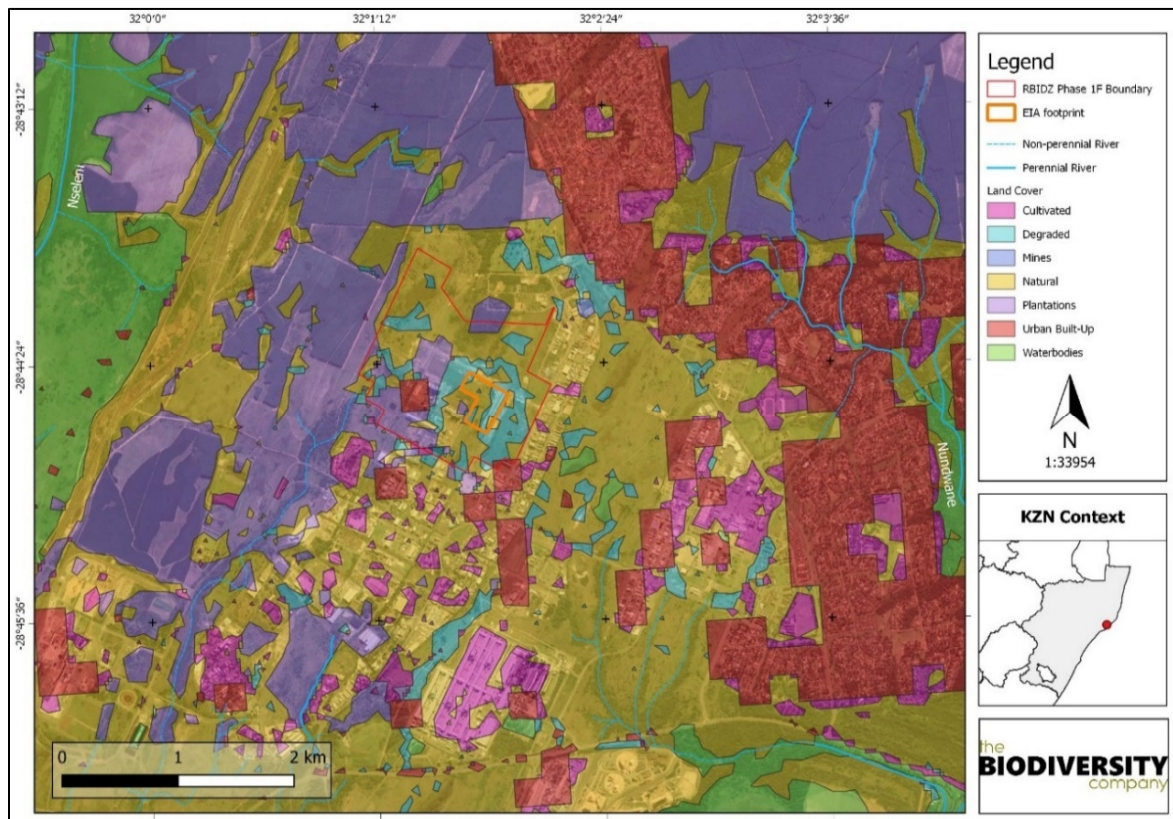 32°0'0" 32°1'12" 32°2'24" 32°3'36"
-28°43'12"
-28°44'24"
-28°45'36"
Nselen
Nundwane
0 1 2 km
Legend
RBIDZ Phase 1F Boundary
EIA footprint
Non-perennial River
Perennial River
Land Cover
Cultivated
Degraded
Mines
Natural
Plantations
Urban Built-Up
Waterbodies
N
1:33954
KZN Context
the
BIODIVERSITY
company